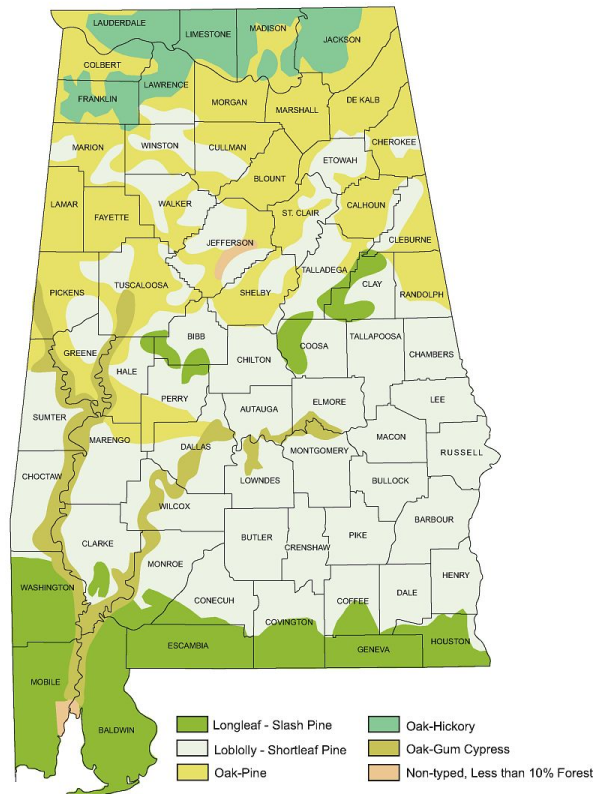 LAUDERDALE
LIMESTONE
MADISON
JACKSON
COLBERT
LAWRENCE
FRANKLIN
MORGAN
MARSHALL
DE KALB
MARION
WINSTON
CULLMAN
ETOWAH
CHEROKEE
BLOUNT
LAMAR
FAYETTE
WALKER
ST. CLAIR
CALHOUN
JEFFERSON
CLEBURNE
TALLADEGA
CLAY
PICKENS
TUSCALOOSA
SHELBY
RANDOLPH
GREENE
BIBB
HALE
CHILTON
COOSA
TALLAPOOSA
CHAMBERS
PERRY
AUTAUGA
ELMORE
LEE
SUMTER
MARENGO
DALLAS
MONTGOMERY
MACON
RUSSELL
CHOCTAW
LOWNDES
BULLOCK
WILCOX
BARBOUR
CLARKE
BUTLER
CRENSHAW
PIKE
MONROE
HENRY
WASHINGTON
CONECUH
COFFEE
DALE
COVINGTON
ESCAMBIA
GENEVA
HOUSTON
MOBILE
BALDWIN
Longleaf - Slash Pine
Loblolly - Shortleaf Pine
Oak-Pine
Oak-Hickory
Oak-Gum Cypress
Non-typed, Less than 10% Forest